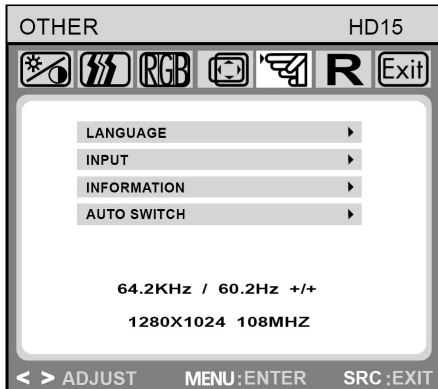 OTHER HD15
RGB R Exit
LANGUAGE
INPUT
INFORMATION
AUTO SWITCH
64.2KHz / 60.2Hz +/+
1280X1024 108MHZ
< > ADJUST MENU:ENTER SRC:EXIT